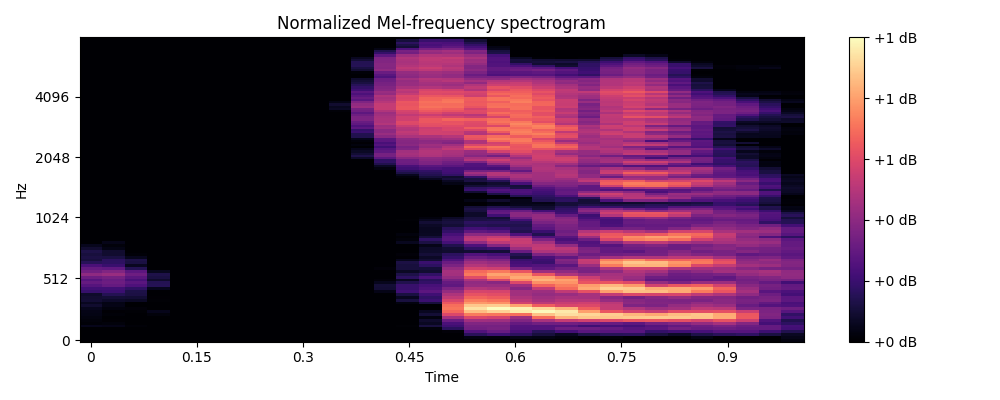 Normalized Mel-frequency spectrogram
Hz
4096
2048
1024
512
0
0 0.15 0.3 0.45 0.6 0.75 0.9
Time
+1 dB
+1 dB
+1 dB
+0 dB
+0 dB
+0 dB